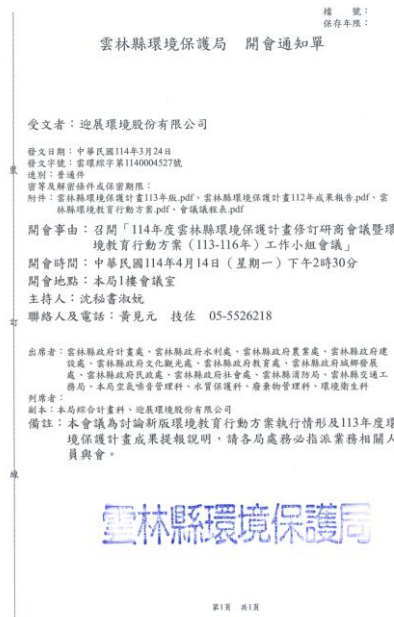 檔　　號：
保存年限：
雲林縣環境保護局　開會通知單
受文者：迎展環境股份有限公司
發文日期：中華民國114年3月24日
發文字號：雲環綜字第1140004527號
速別：普通件
密等及解密條件或保密期限：
附件：雲林縣環境保護計畫113年版.pdf、雲林縣環境保護計畫112年成果報告.pdf、雲
林縣環境教育行動方案.pdf、會議議程表.pdf
裝
開會事由：召開「114年度雲林縣環境保護計畫修訂研商會議暨環
境教育行動方案（113-116年）工作小組會議」
開會時間：中華民國114年4月14日（星期一）下午2時30分
開會地點：本局1樓會議室
主持人：沈秘書淑妧
訂
聯絡人及電話：黃見元　技佐　05-5526218
出席者：雲林縣政府計畫處、雲林縣政府水利處、雲林縣政府農業處、雲林縣政府建
設處、雲林縣政府文化觀光處、雲林縣政府教育處、雲林縣政府城鄉發展
處、雲林縣政府民政處、雲林縣政府社會處、雲林縣消防局、雲林縣交通工
務局、本局空氣噪音管理科、水質保護科、廢棄物管理科、環境衛生科
列席者：
副本：本局綜合計畫科、迎展環境股份有限公司
備註：本會議為討論新版環境教育行動方案執行情形及113年度環
境保護計畫成果提報說明，請各局處務必指派業務相關人
員與會。
線
雲林縣環境保護局
第1頁　共1頁